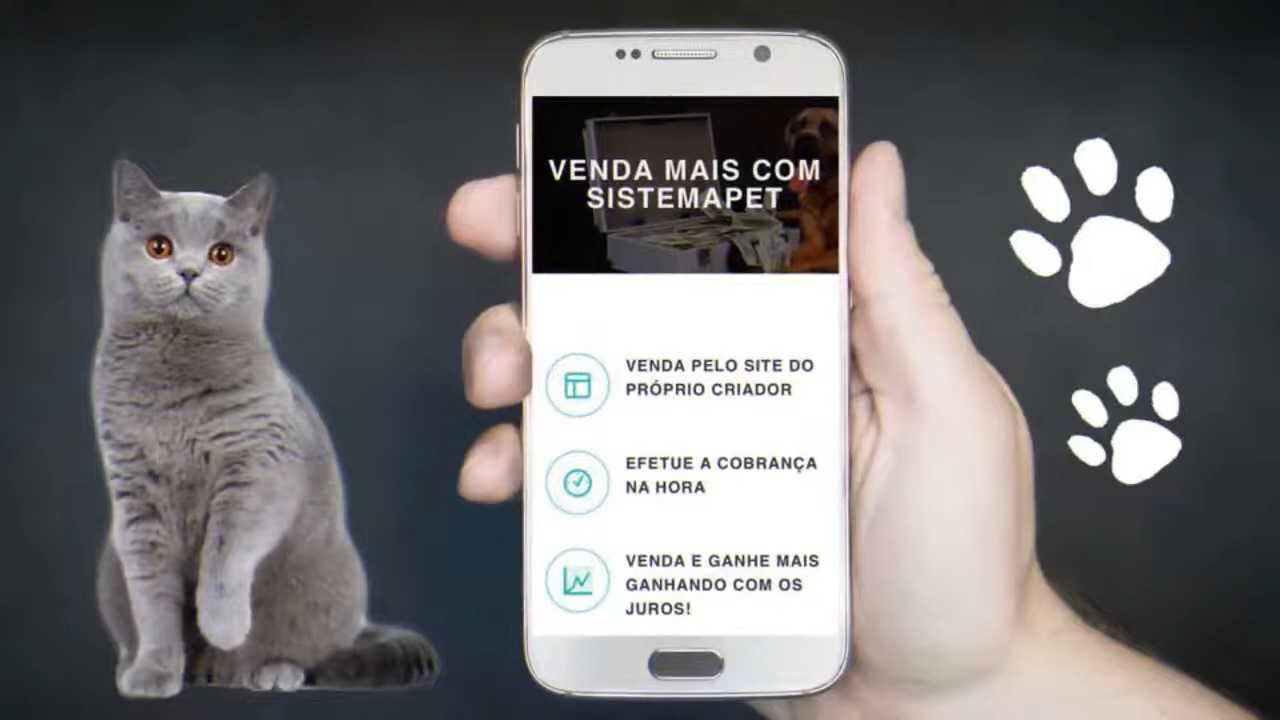 VENDA MAIS COM
SISTEMAPET
VENDA PELO SITE DO
PRÓPRIO CRIADOR
EFETUE A COBRANÇA
NA HORA
VENDA E GANHE MAIS
GANHANDO COM OS
JUROS!